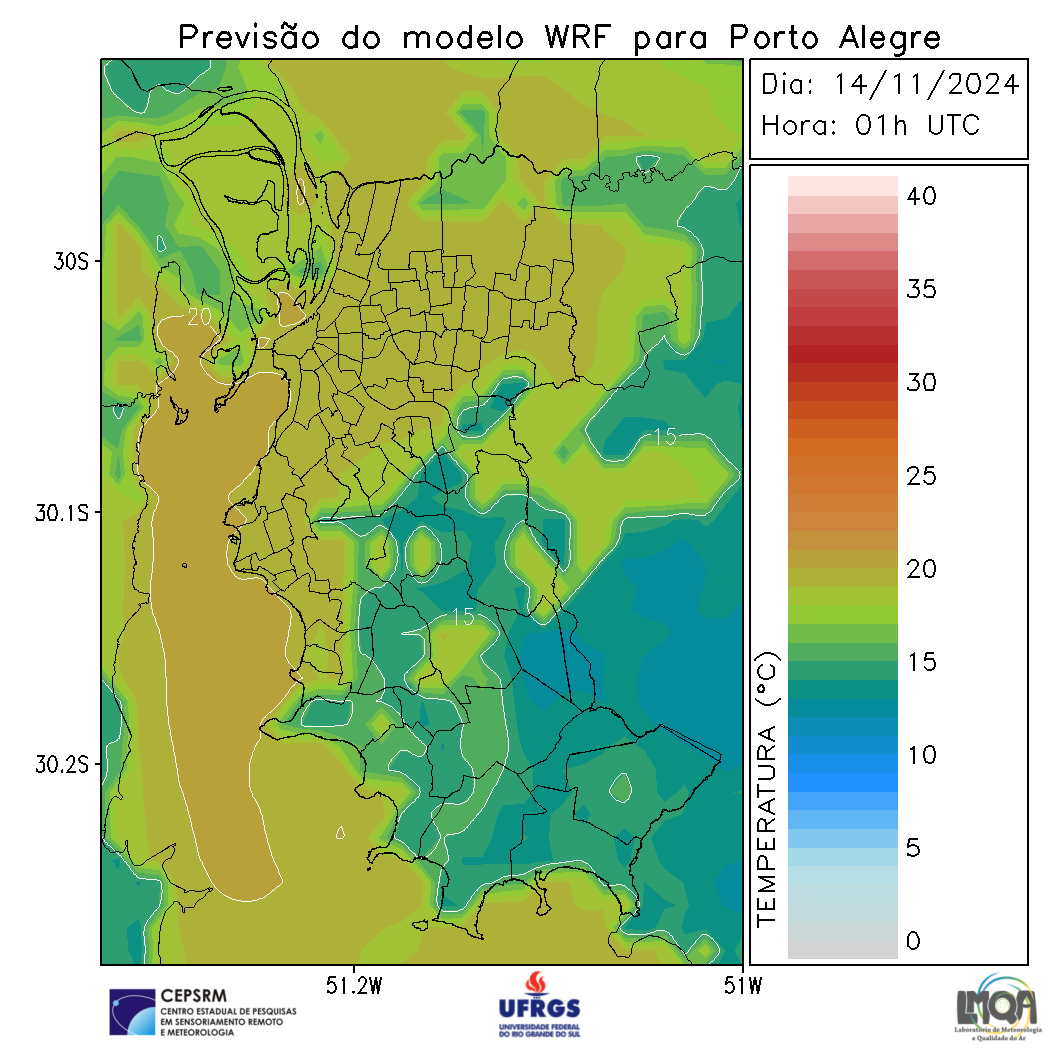 Previsão do modelo WRF para Porto Alegre
Dia: 14/11/2024
Hora: 01h UTC
30S
30.1S
30.2S
51.2W
51W
20
15
15
40
35
30
25
20
15
10
5
0
TEMPERATURA (°C)
CEPSRM
CENTRO ESTADUAL DE PESQUISAS
EM SENSORIAMENTO REMOTO
E METEOROLOGIA
UFRGS
UNIVERSIDADE FEDERAL
DO RIO GRANDE DO SUL
LMQA
Laboratório de Meteorologia
e Qualidade do Ar